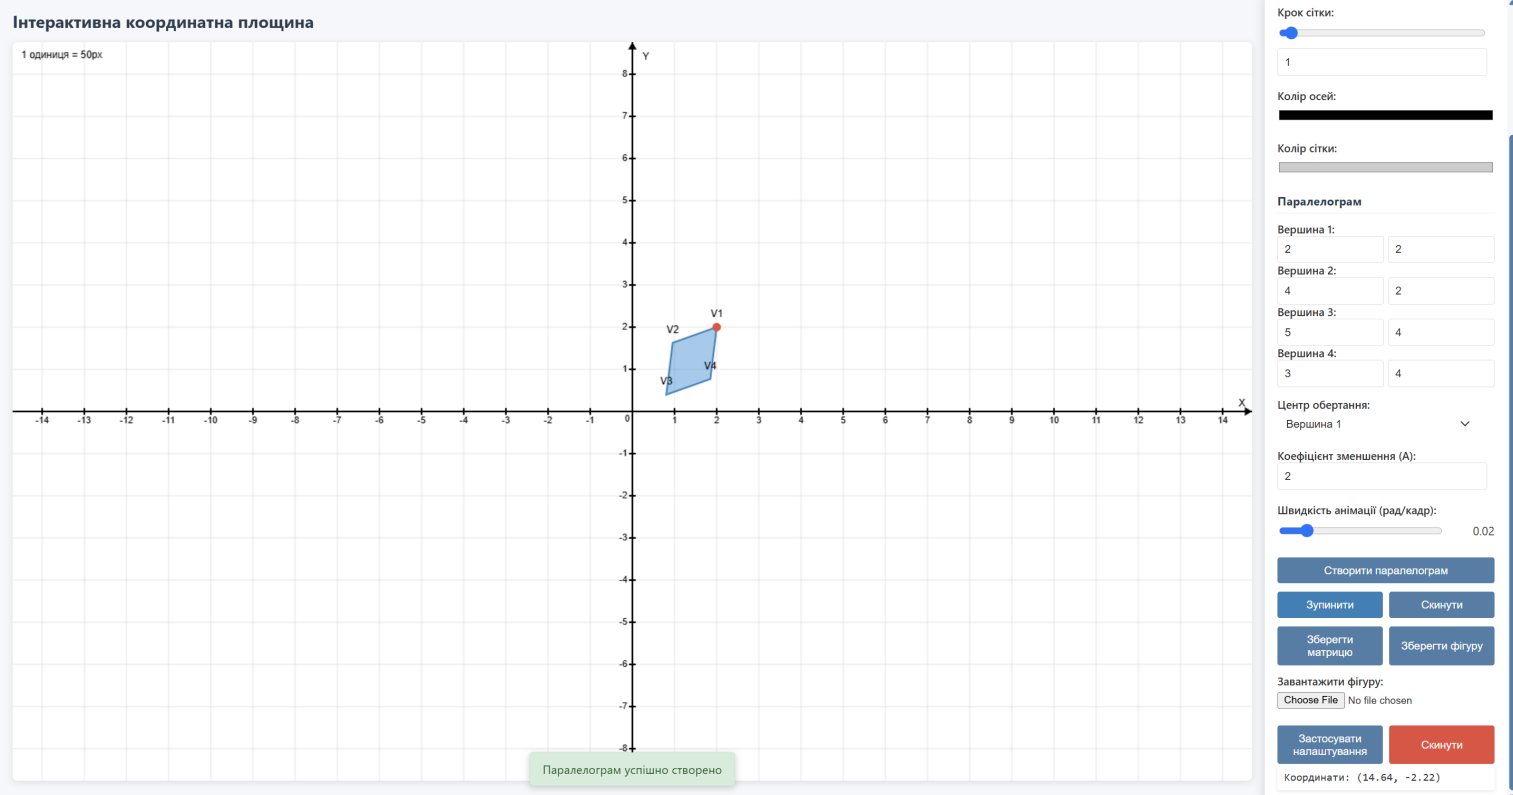 Інтерактивна координатна площина
1 одиниця = 50px
Y
8
7
6
5
4
3
2
1
V1
V2
V4
V3
X
-14 -13 -12 -11 -10 -9 -8 -7 -6 -5 -4 -3 -2 -1 0 1 2 3 4 5 6 7 8 9 10 11 12 13 14
-1
-2
-3
-4
-5
-6
-7
-8
Паралелограм успішно створено
Крок сітки:
1
Колір осей:
Колір сітки:
Паралелограм
Вершина 1:
2 2
Вершина 2:
4 2
Вершина 3:
5 4
Вершина 4:
3 4
Центр обертання:
Вершина 1
Коефіцієнт зменшення (A):
2
Швидкість анімації (рад/кадр):
0.02
Створити паралелограм
Зупинити Скинути
Зберегти
матрицю
Зберегти фігуру
Завантажити фігуру:
Choose File No file chosen
Застосувати
налаштування
Скинути
Координати: (14.64, -2.22)